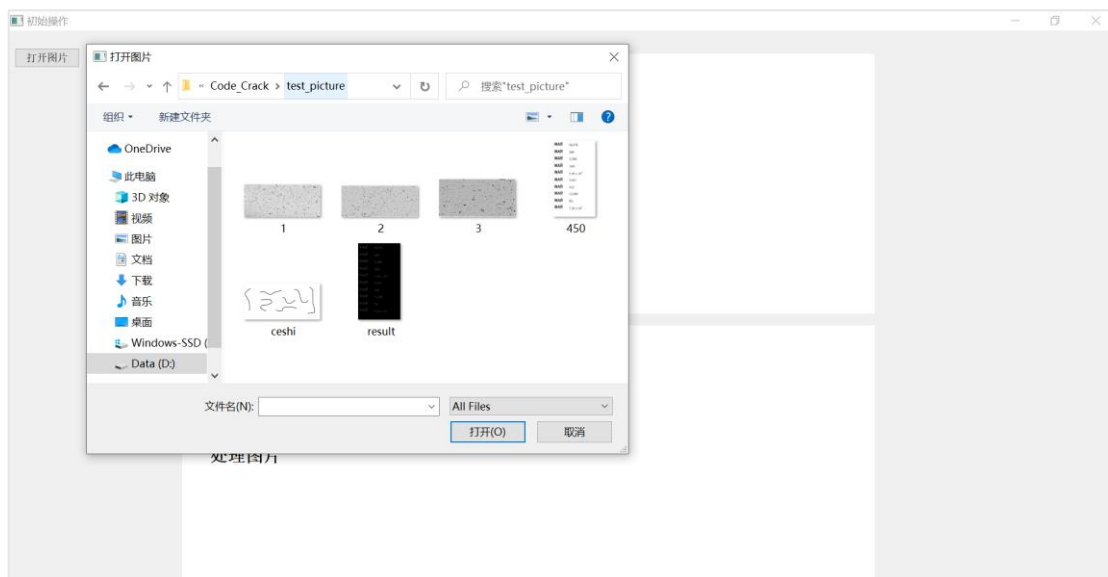 初始操作
打开图片
打开图片
Code_Crack > test_picture
搜索"test_picture"
组织
新建文件夹
OneDrive
此电脑
3D 对象
视频
图片
文档
下载
音乐
桌面
Windows-SSD (
Data (D:)
1
2
3
450
ceshi
result
文件名(N):
All Files
打开(O)
取消
处理图片